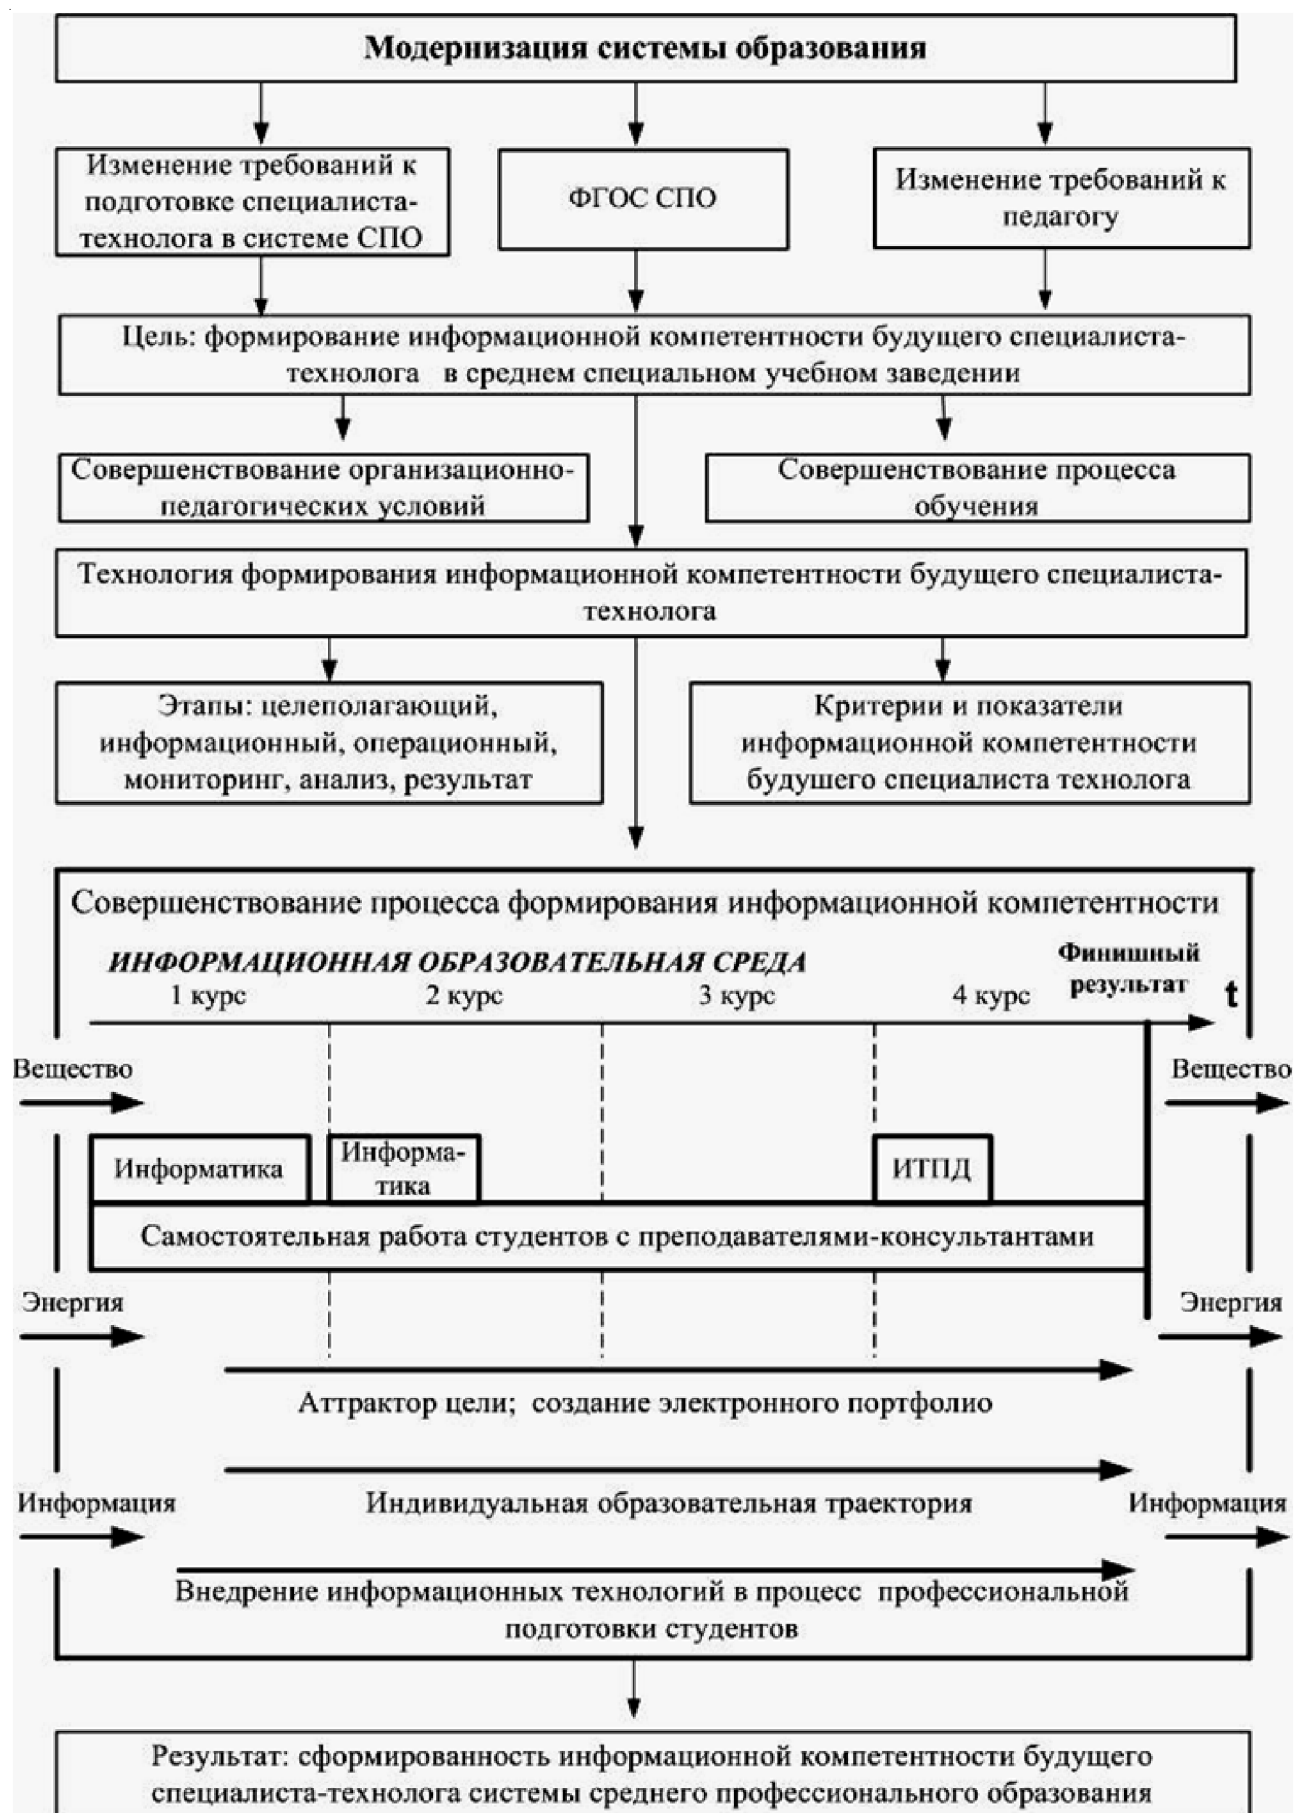 Модернизация системы образования
Изменение требований к
подготовке специалиста-
технолога в системе СПО
ФГОС СПО
Изменение требований к
педагогу
Цель: формирование информационной компетентности будущего специалиста-
технолога в среднем специальном учебном заведении
Совершенствование организационно-
педагогических условий
Совершенствование процесса
обучения
Технология формирования информационной компетентности будущего специалиста-
технолога
Этапы: целеполагающий,
информационный, операционный,
мониторинг, анализ, результат
Критерии и показатели
информационной компетентности
будушего специалиста технолога
Совершенствование процесса формирования информационной компетентности
ИНФОРМАЦИОННАЯ ОБРАЗОВАТЕЛЬНАЯ СРЕДА
Финишный
результат
1 курс
2 курс
3 курс
4 курс
t
Вещество
Вещество
Информатика
Информа-
тика
ИТПД
Самостоятельная работа студентов с преподавателями-консультантами
Энергия
Энергия
Аттрактор цели; создание электронного портфолио
Информация
Индивидуальная образовательная траектория
Информация
Внедрение информационных технологий в процесс профессиональной
подготовки студентов
Результат: сформированность информационной компетентности будущего
специалиста-технолога системы среднего профессионального образования